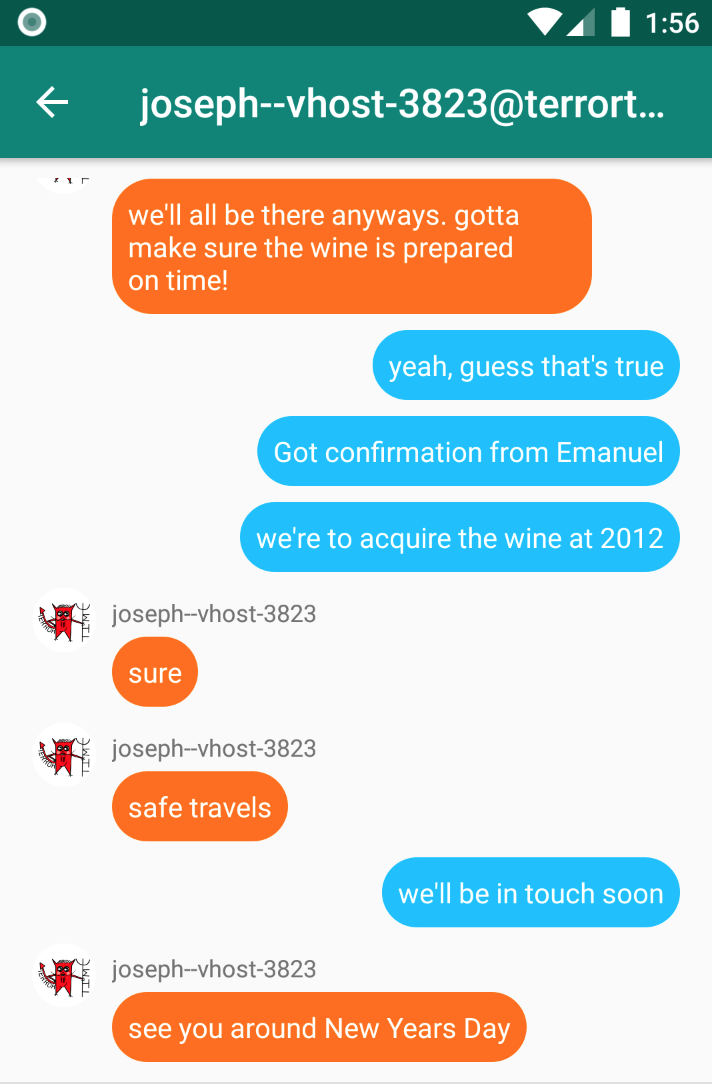 1:56
joseph--vhost-3823@terrort...
we'll all be there anyways. gotta
make sure the wine is prepared
on time!
yeah, guess that's true
Got confirmation from Emanuel
we're to acquire the wine at 2012
joseph--vhost-3823
sure
joseph--vhost-3823
safe travels
we'll be in touch soon
joseph--vhost-3823
see you around New Years Day